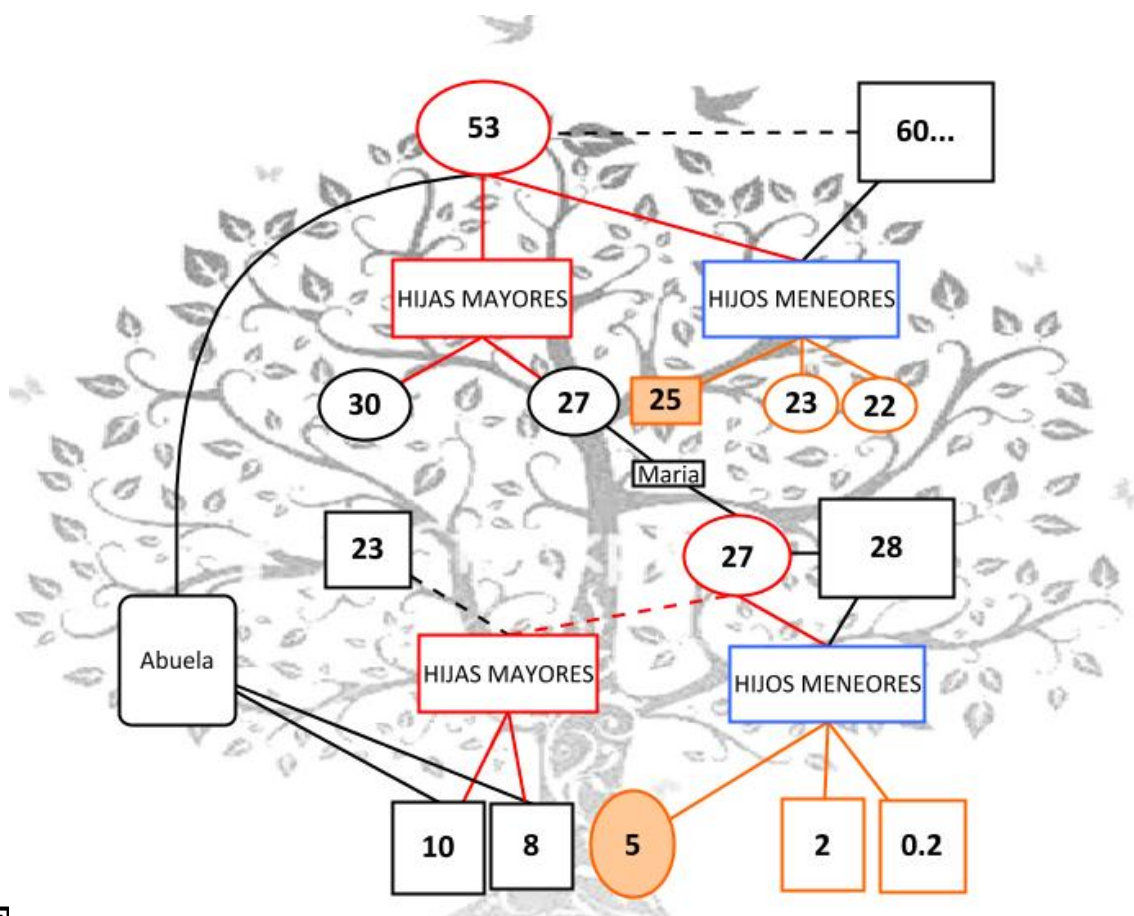 53
60...
HIJAS MAYORES
HIJOS MENEORES
30
27
25
23
22
Maria
23
27
28
Abuela
HIJAS MAYORES
HIJOS MENEORES
10
8
5
2
0.2